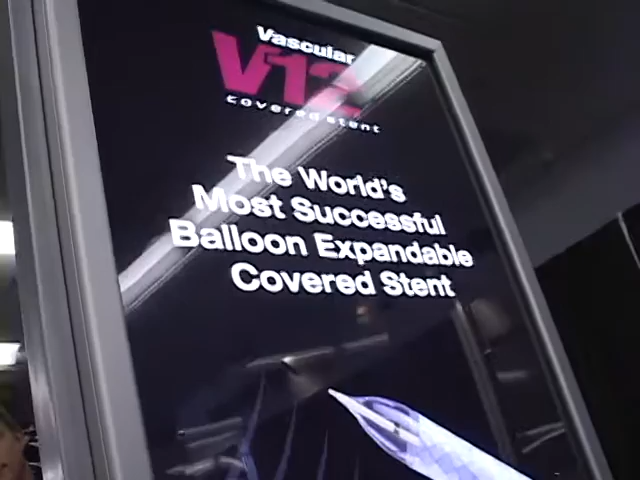 Vascular
V12
covered stent
The World's
Most Successful
Balloon Expandable
Covered Stent